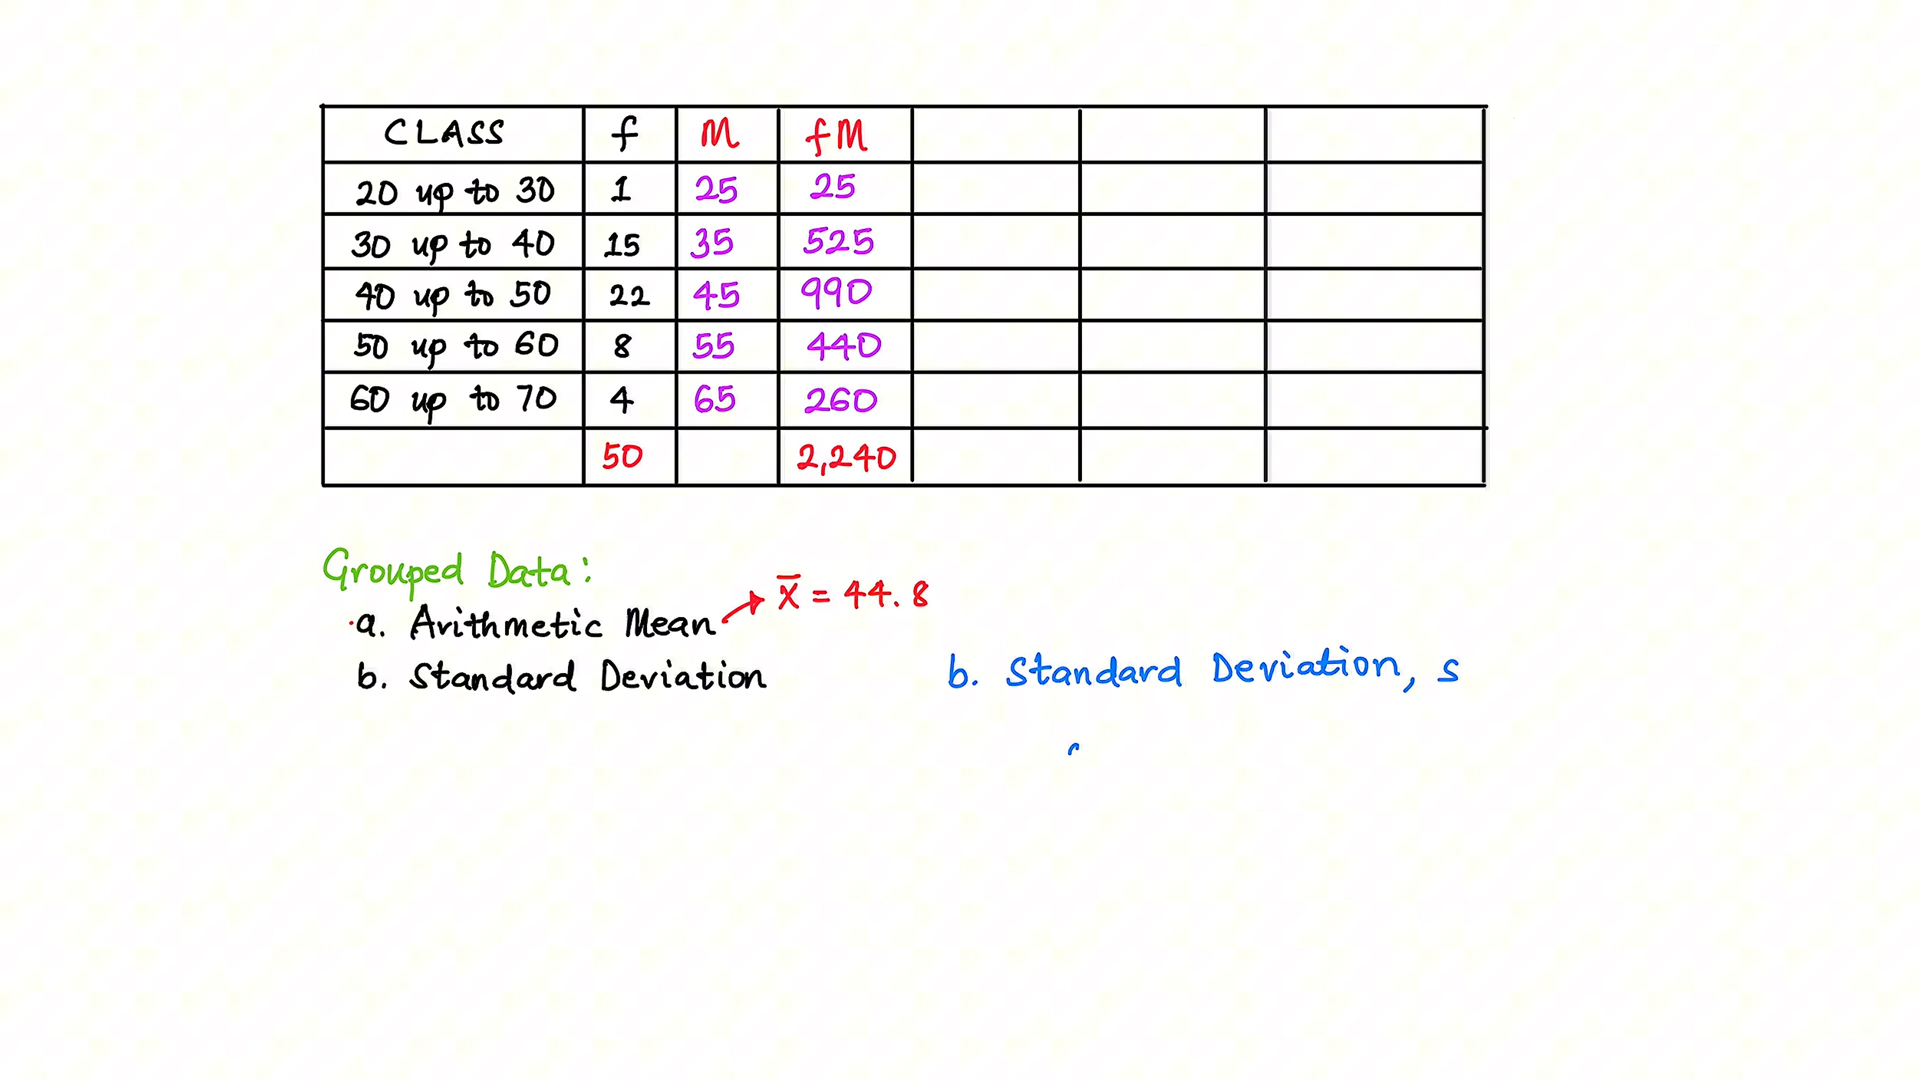 CLASS f M fM
20 up to 30 1 25 25
30 up to 40 15 35 525
40 up to 50 22 45 990
50 up to 60 8 55 440
60 up to 70 4 65 260
50 2,240
Grouped Data:
a. Arithmetic Mean x̄ = 44.8
b. Standard Deviation
b. Standard Deviation, s